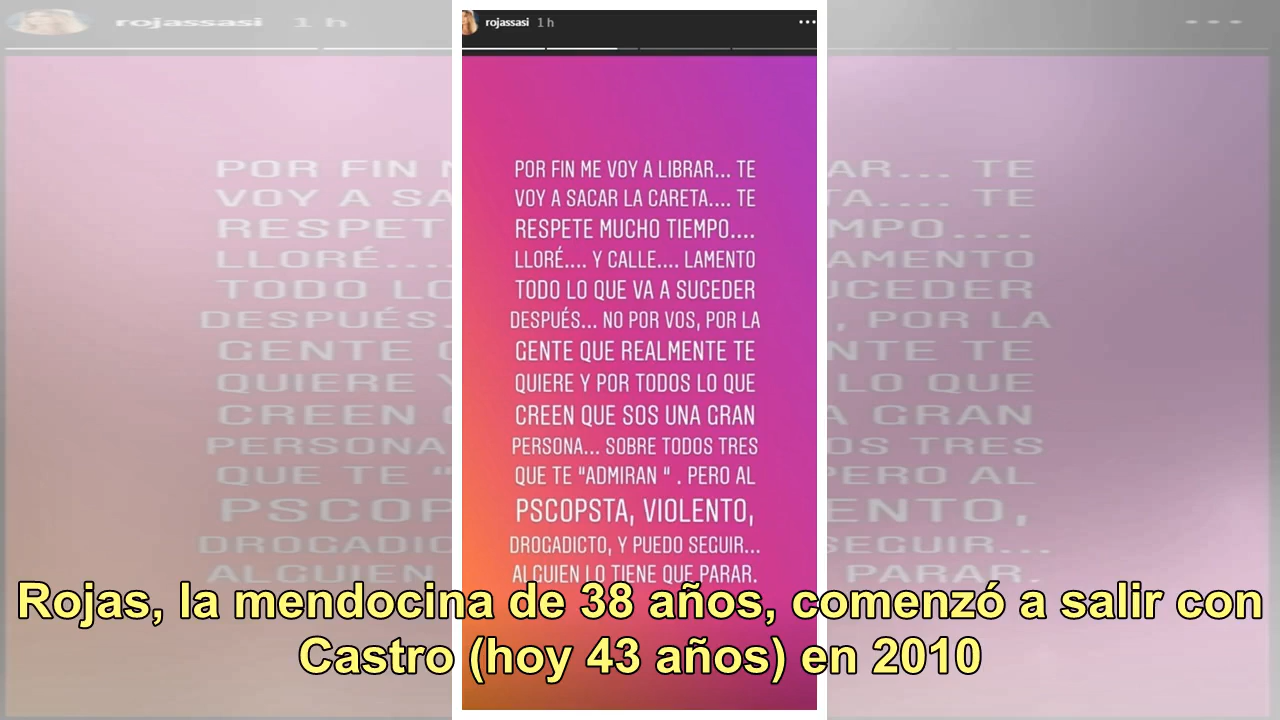 rojassasi 1 h
rojassasi 1 h
POR FIN ME VOY A LIBRAR... TE
VOY A SACAR LA CARETA.... TE
RESPETE MUCHO TIEMPO....
LLORÉ.... Y CALLE.... LAMENTO
TODO LO QUE VA A SUCEDER
DESPUÉS... NO POR VOS, POR LA
GENTE QUE REALMENTE TE
QUIERE Y POR TODOS LO QUE
CREEN QUE SOS UNA GRAN
PERSONA... SOBRE TODOS TRES
QUE TE "ADMIRAN " . PERO AL
PSCOPSTA, VIOLENTO,
DROGADICTO, Y PUEDO SEGUIR...
ALGUIEN LO TIENE QUE PARAR.
Rojas, la mendocina de 38 años, comenzó a salir con
Castro (hoy 43 años) en 2010